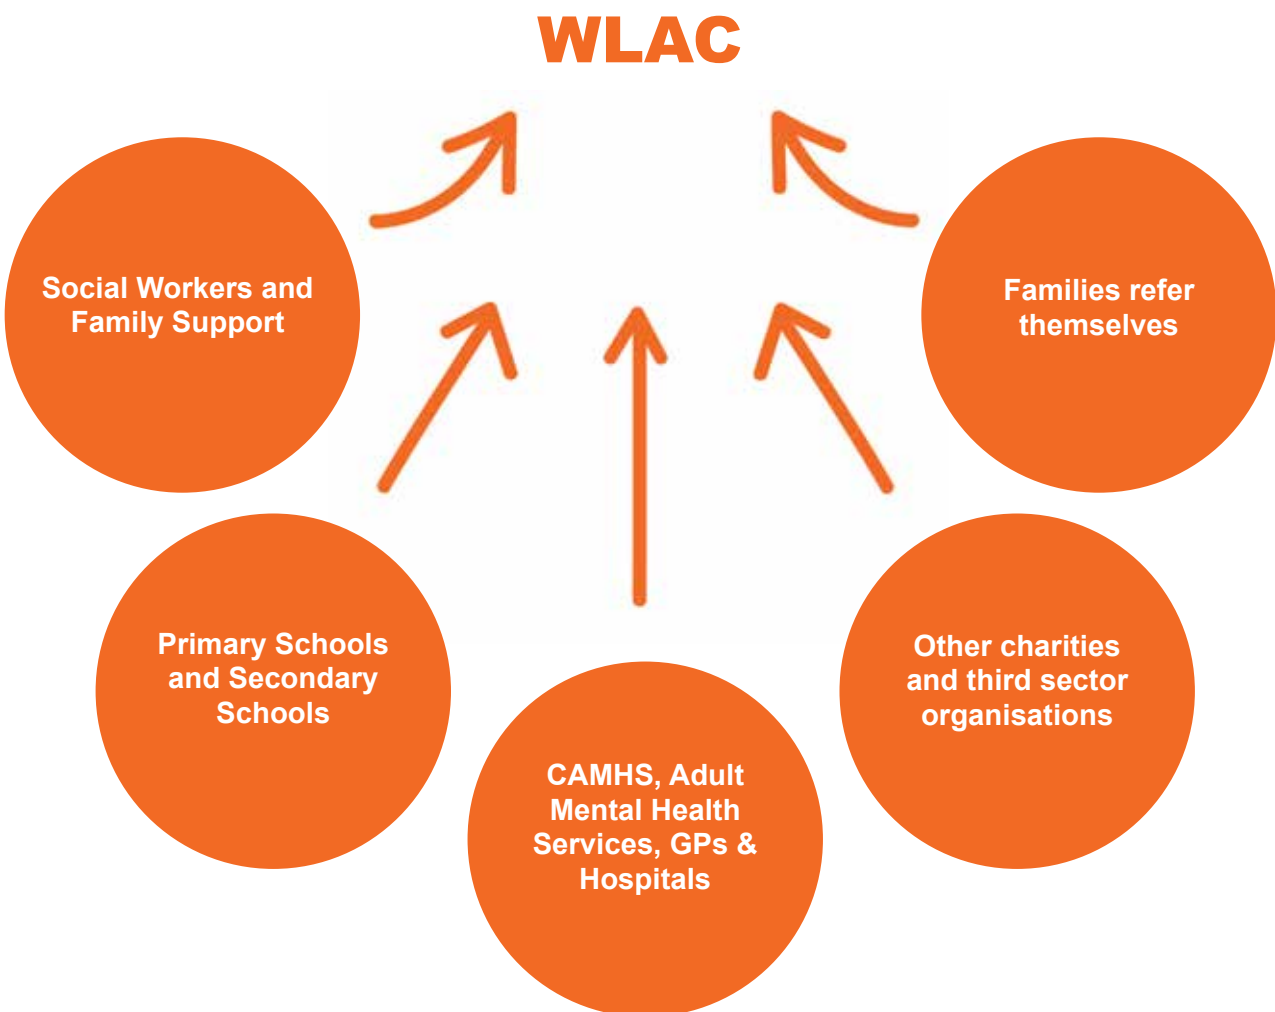 WLAC
Social Workers and
Family Support
Families refer
themselves
Primary Schools
and Secondary
Schools
Other charities
and third sector
organisations
CAMHS, Adult
Mental Health
Services, GPs &
Hospitals